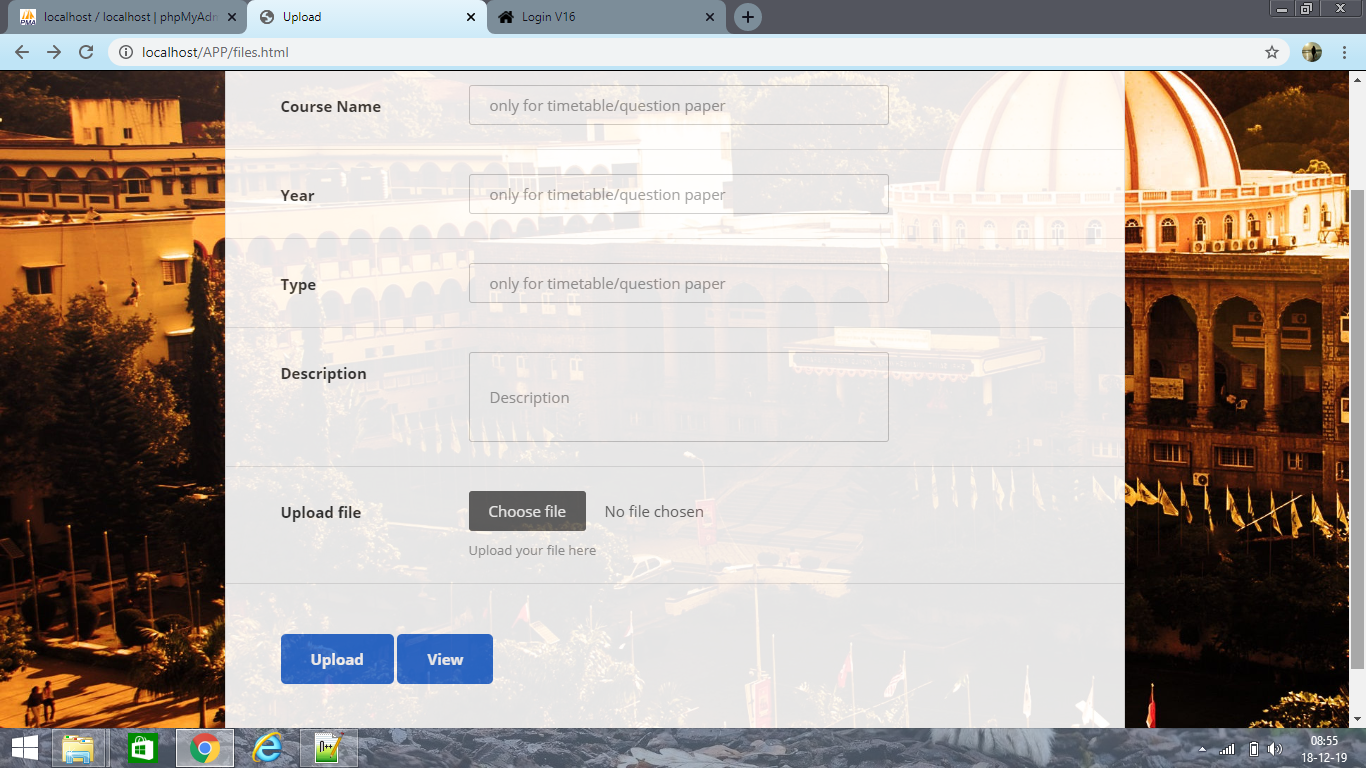 localhost / localhost | phpMyAdm
Upload
Login V16
localhost/APP/files.html
Course Name
only for timetable/question paper
Year
only for timetable/question paper
Type
only for timetable/question paper
Description
Description
Upload file
Choose file
No file chosen
Upload your file here
Upload
View
08:55
18-12-19